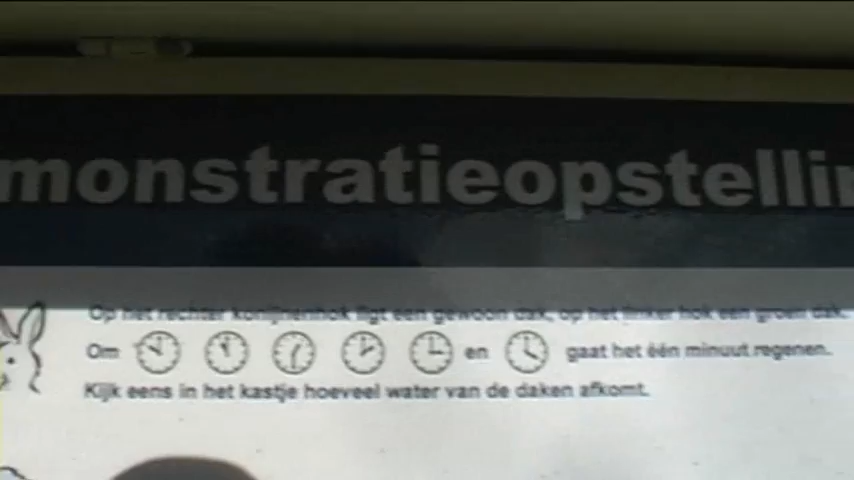 monstratieopstellin
Op het rechter konijnenhok ligt een gewoon dak, op het linker hok een groen dak.
Om en gaat het één minuut regenen.
Kijk eens in het kastje hoeveel water van de daken afkomt.